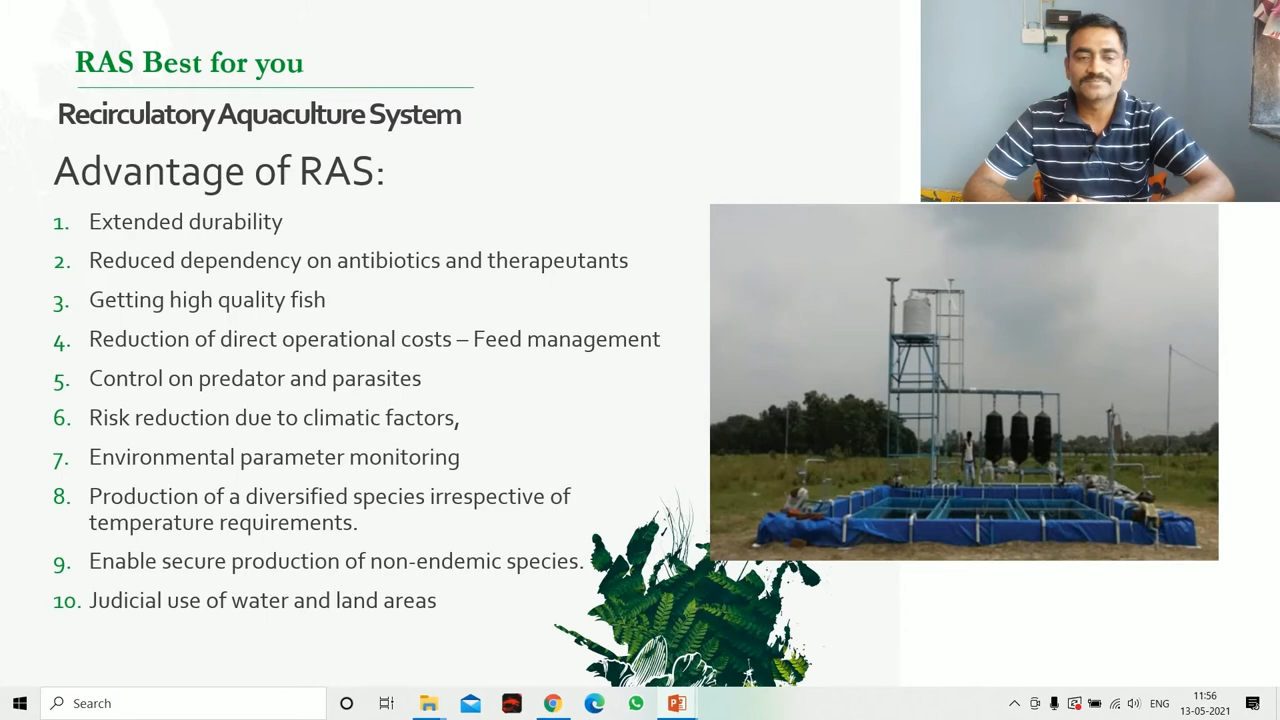 RAS Best for you
Recirculatory Aquaculture System
Advantage of RAS:
1. Extended durability
2. Reduced dependency on antibiotics and therapeutants
3. Getting high quality fish
4. Reduction of direct operational costs – Feed management
5. Control on predator and parasites
6. Risk reduction due to climatic factors,
7. Environmental parameter monitoring
8. Production of a diversified species irrespective of
temperature requirements.
9. Enable secure production of non-endemic species.
10. Judicial use of water and land areas
Search
ENG
11:56
13-05-2021